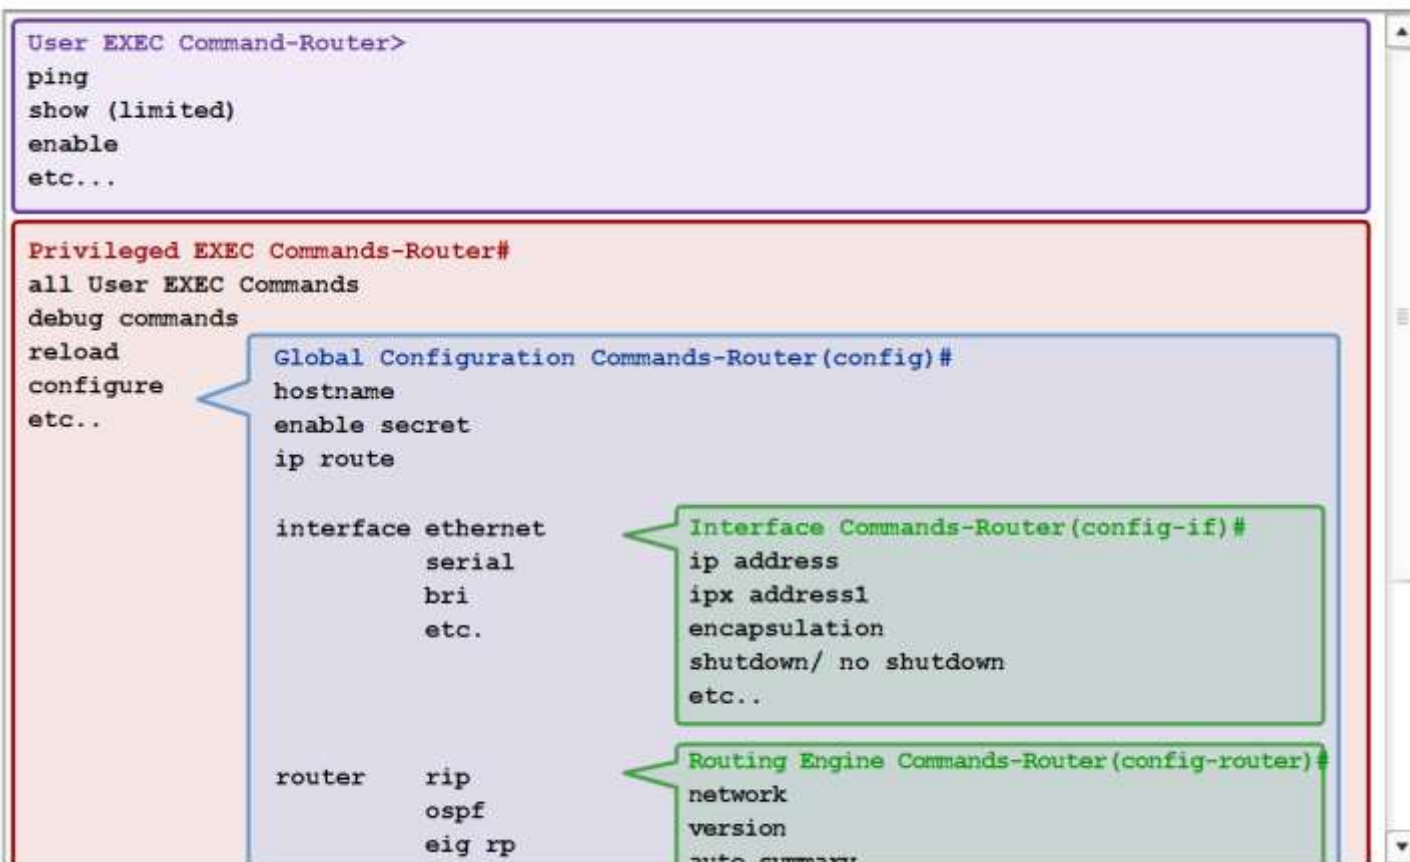 User EXEC Command-Router>
ping
show (limited)
enable
etc...
Privileged EXEC Commands-Router#
all User EXEC Commands
debug commands
reload
configure
etc..
Global Configuration Commands-Router(config)#
hostname
enable secret
ip route
interface ethernet
serial
bri
etc.
Interface Commands-Router(config-if)#
ip address
ipx address1
encapsulation
shutdown/ no shutdown
etc..
router rip
ospf
eig rp
Routing Engine Commands-Router(config-router)#
network
version
auto summary